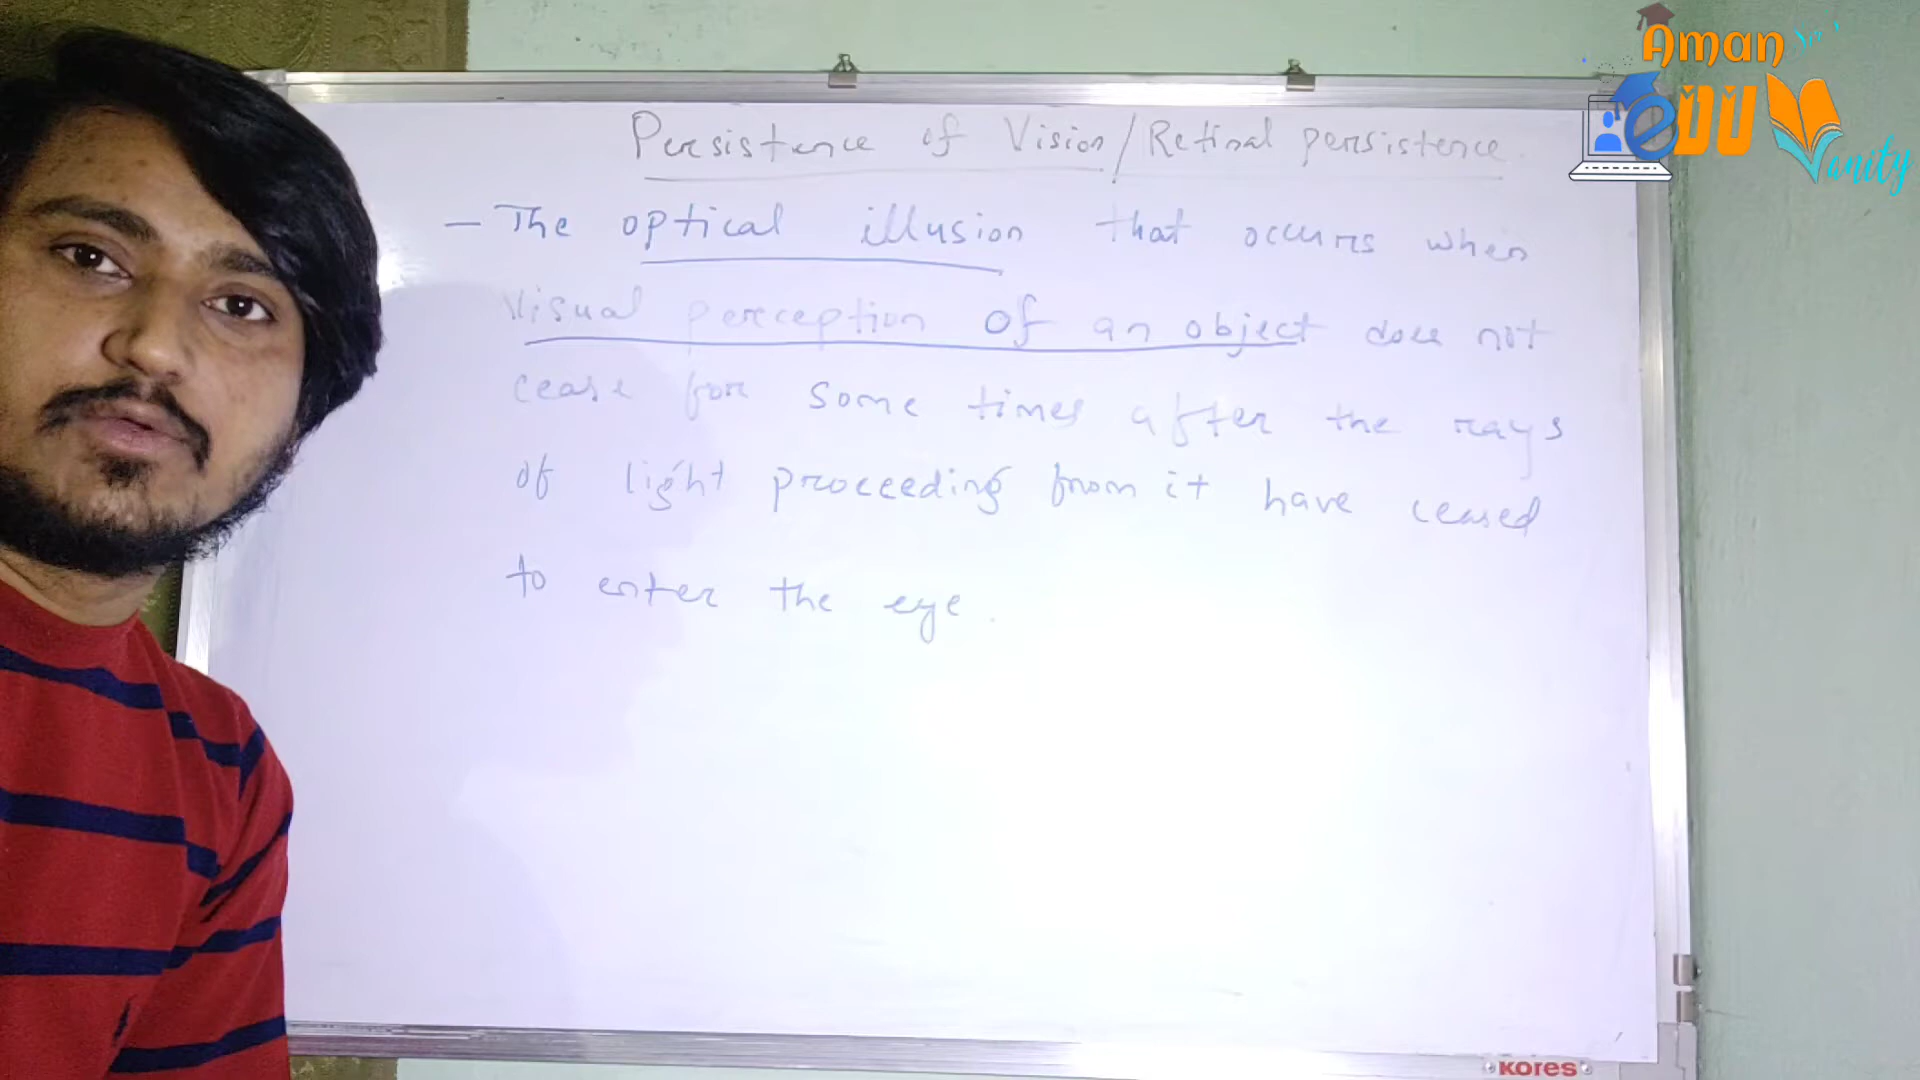 Persistence of Vision/Retinal persistence.
- The optical illusion that occurs when
visual perception of an object does not
cease for some times after the rays
of light proceeding from it have ceased
to enter the eye.
Aman
eDU Vanity
KORES